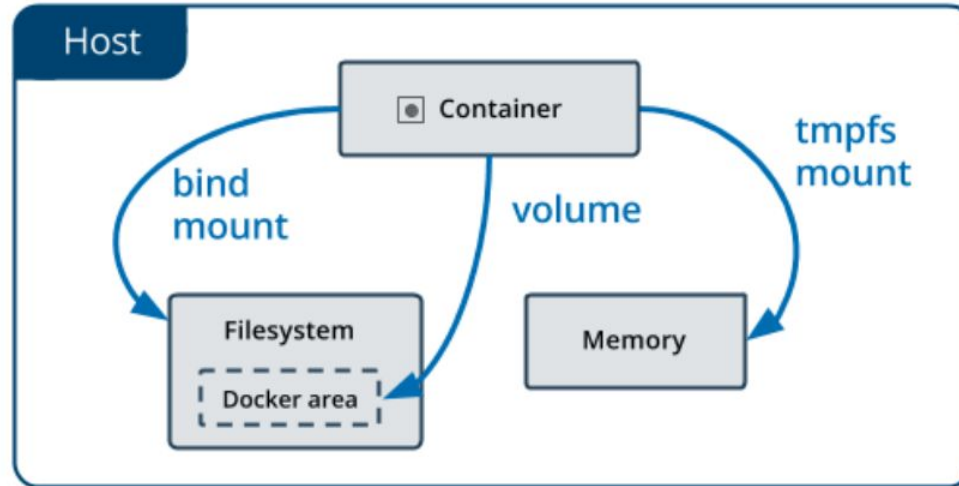 Host
Container
tmpfs
mount
bind
mount
volume
Filesystem
Memory
Docker area